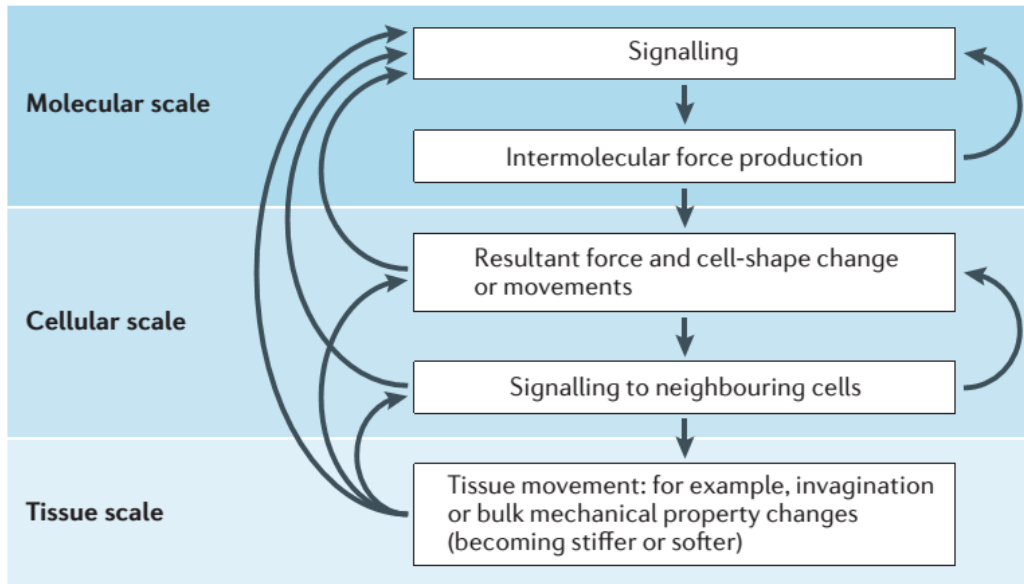 Molecular scale
Signalling
Intermolecular force production
Cellular scale
Resultant force and cell-shape change
or movements
Signalling to neighbouring cells
Tissue scale
Tissue movement: for example, invagination
or bulk mechanical property changes
(becoming stiffer or softer)